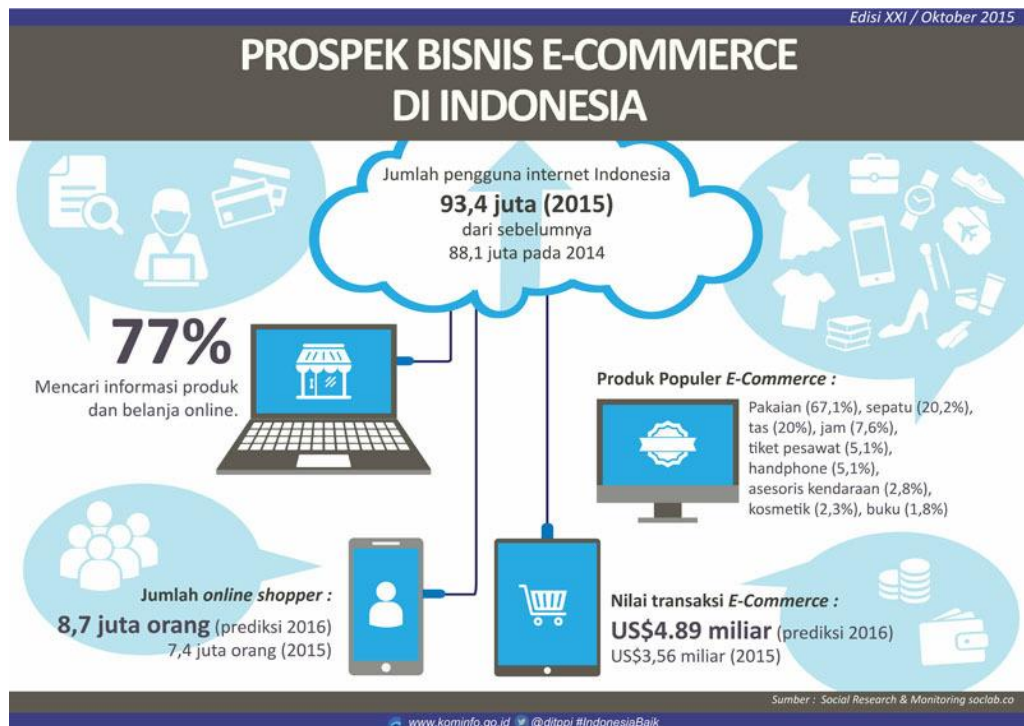 Edisi XXI / Oktober 2015
PROSPEK BISNIS E-COMMERCE
DI INDONESIA
Jumlah pengguna internet Indonesia
93,4 juta (2015)
dari sebelumnya
88,1 juta pada 2014
77%
Mencari informasi produk
dan belanja online.
Produk Populer E-Commerce :
Pakaian (67,1%), sepatu (20,2%),
tas (20%), jam (7,6%),
tiket pesawat (5,1%),
handphone (5,1%),
asesoris kendaraan (2,8%),
kosmetik (2,3%), buku (1,8%)
Jumlah online shopper :
8,7 juta orang (prediksi 2016)
7,4 juta orang (2015)
Nilai transaksi E-Commerce :
US$4.89 miliar (prediksi 2016)
US$3,56 miliar (2015)
Sumber : Social Research & Monitoring soclab.co
www.kominfo.go.id @ditppi #IndonesiaBaik